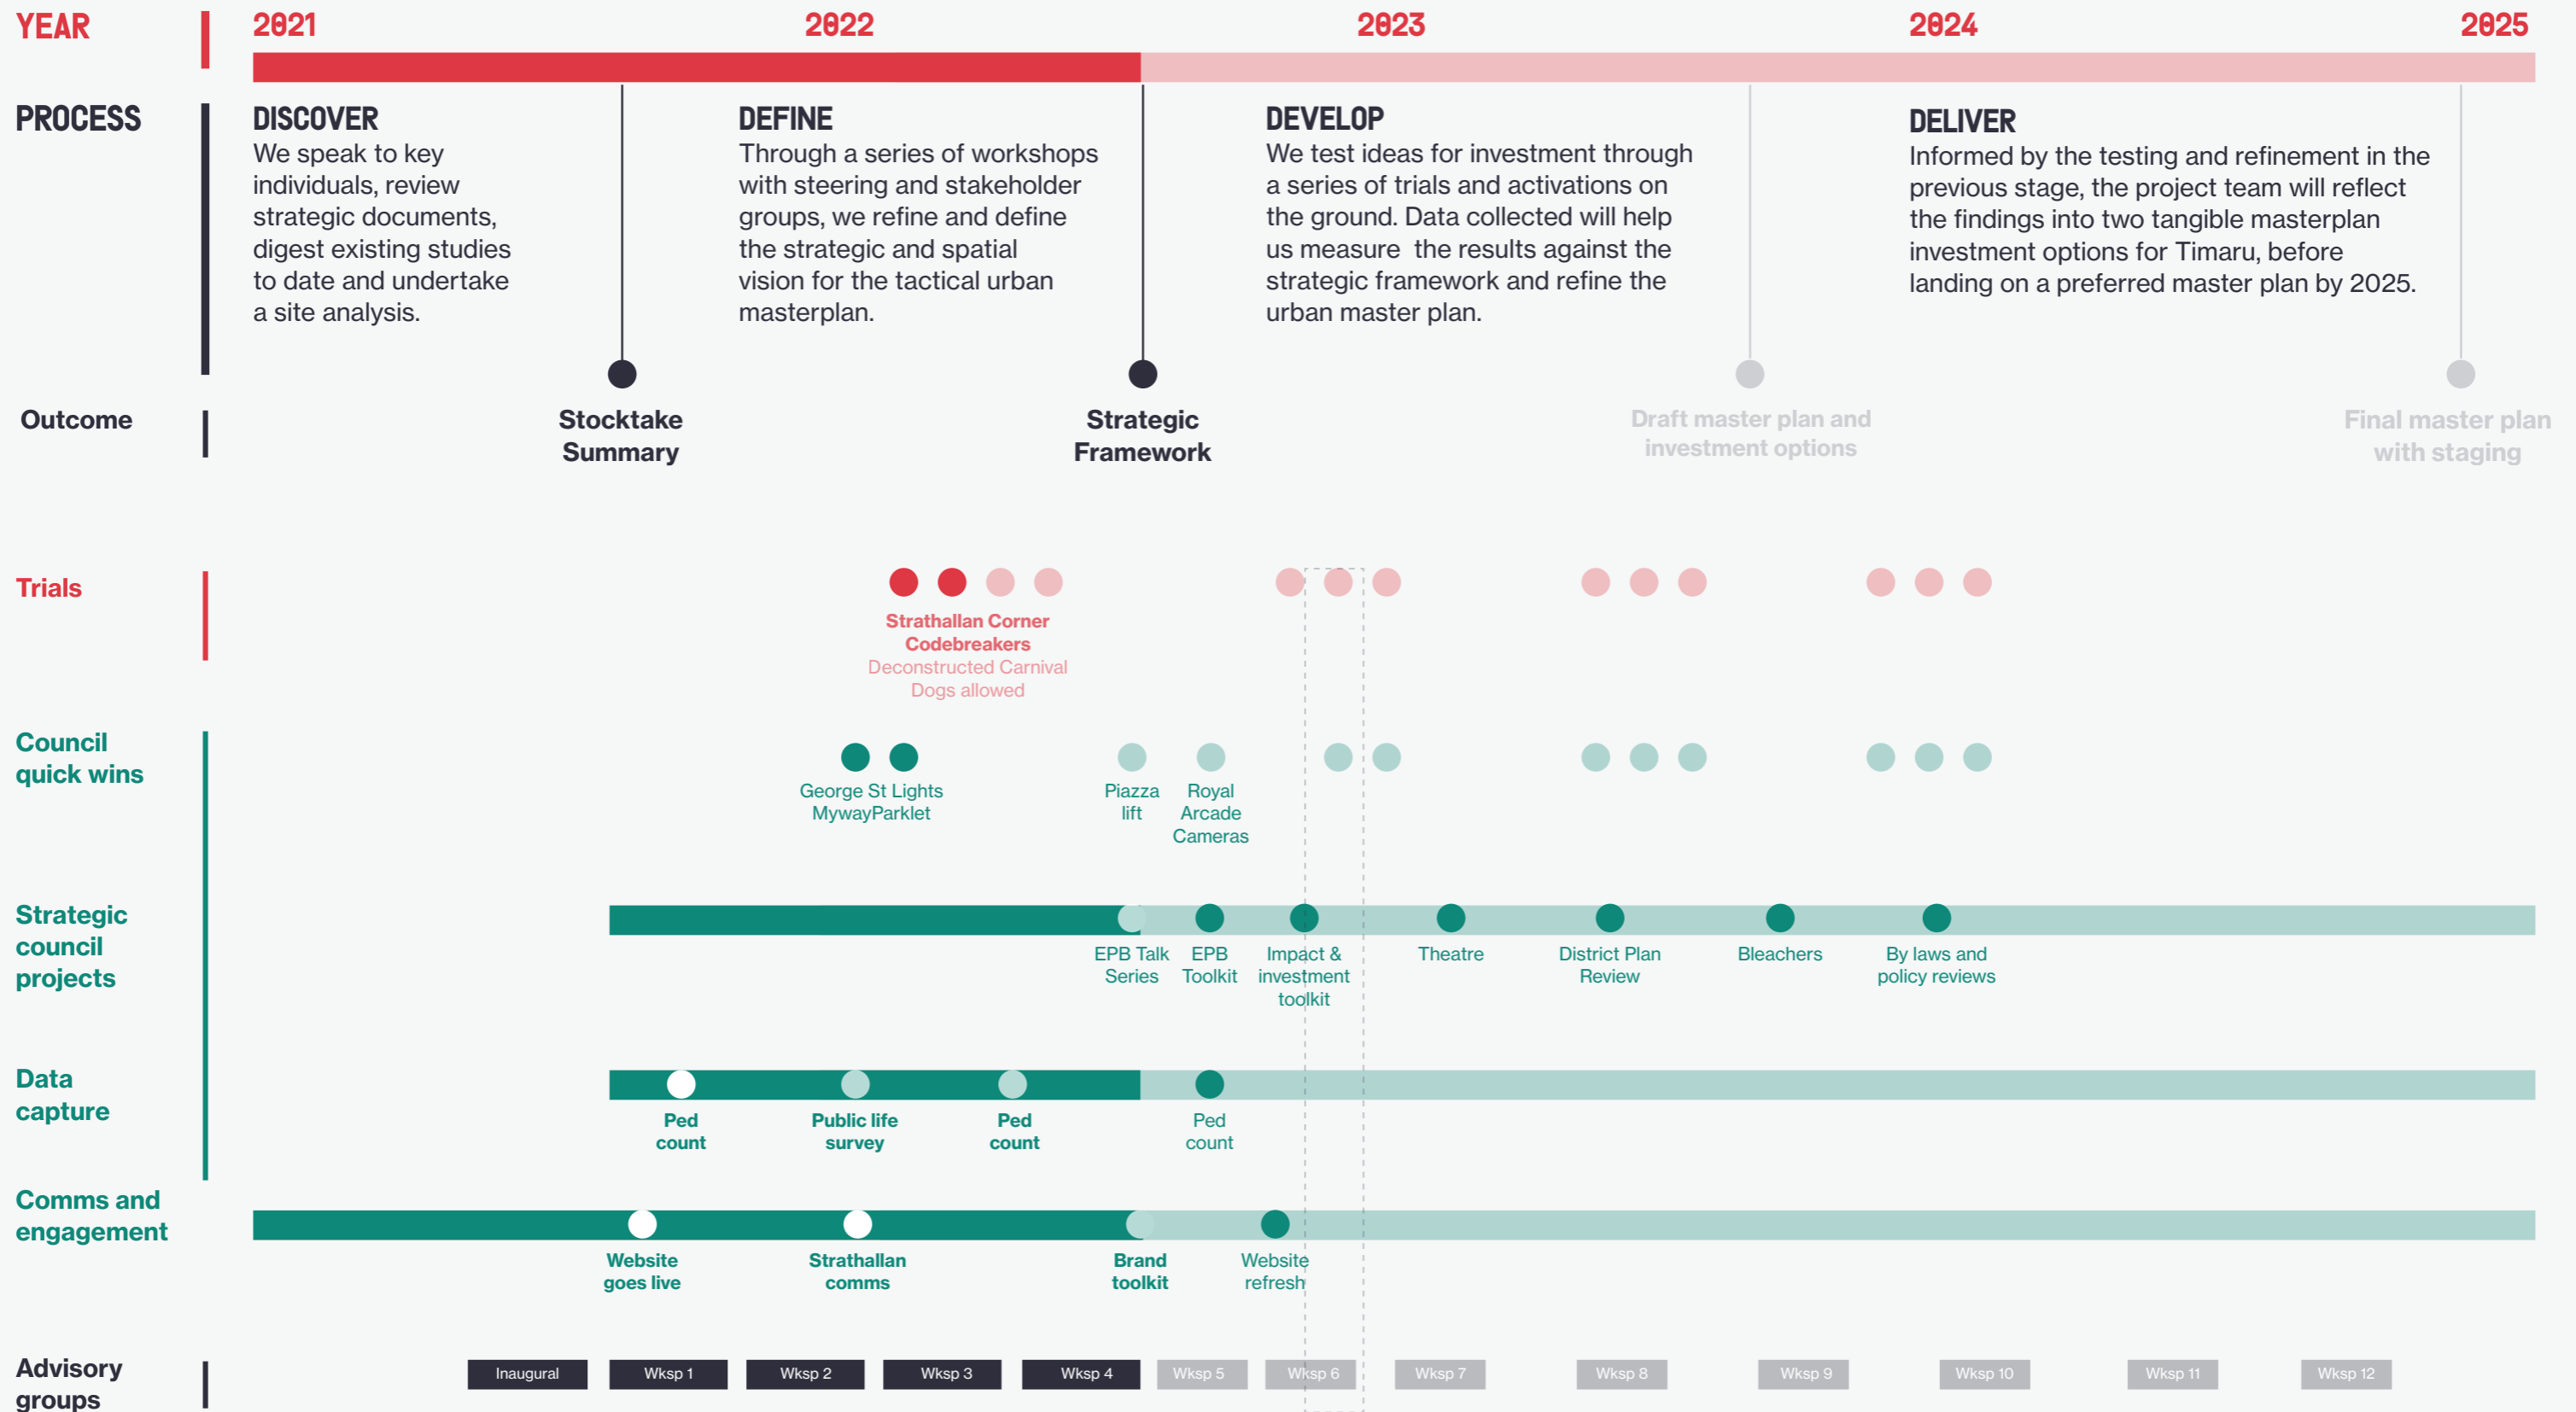 YEAR
2021
2022
2023
2024
2025
PROCESS
DISCOVER
We speak to key
individuals, review
strategic documents,
digest existing studies
to date and undertake
a site analysis.
DEFINE
Through a series of workshops
with steering and stakeholder
groups, we refine and define
the strategic and spatial
vision for the tactical urban
masterplan.
DEVELOP
We test ideas for investment through
a series of trials and activations on
the ground. Data collected will help
us measure  the results against the
strategic framework and refine the
urban master plan.
DELIVER
Informed by the testing and refinement in the
previous stage, the project team will reflect
the findings into two tangible masterplan
investment options for Timaru, before
landing on a preferred master plan by 2025.
Outcome
Stocktake
Summary
Strategic
Framework
Draft master plan and
investment options
Final master plan
with staging
Trials
Strathallan Corner
Codebreakers
Deconstructed Carnival
Dogs allowed
Council
quick wins
George St Lights
MywayParklet
Piazza
lift
Royal
Arcade
Cameras
Strategic
council
projects
EPB Talk
Series
EPB
Toolkit
Impact &
investment
toolkit
Theatre
District Plan
Review
Bleachers
By laws and
policy reviews
Data
capture
Ped
count
Public life
survey
Ped
count
Ped
count
Comms and
engagement
Website
goes live
Strathallan
comms
Brand
toolkit
Website
refresh
Advisory
groups
Inaugural
Wksp 1
Wksp 2
Wksp 3
Wksp 4
Wksp 5
Wksp 6
Wksp 7
Wksp 8
Wksp 9
Wksp 10
Wksp 11
Wksp 12